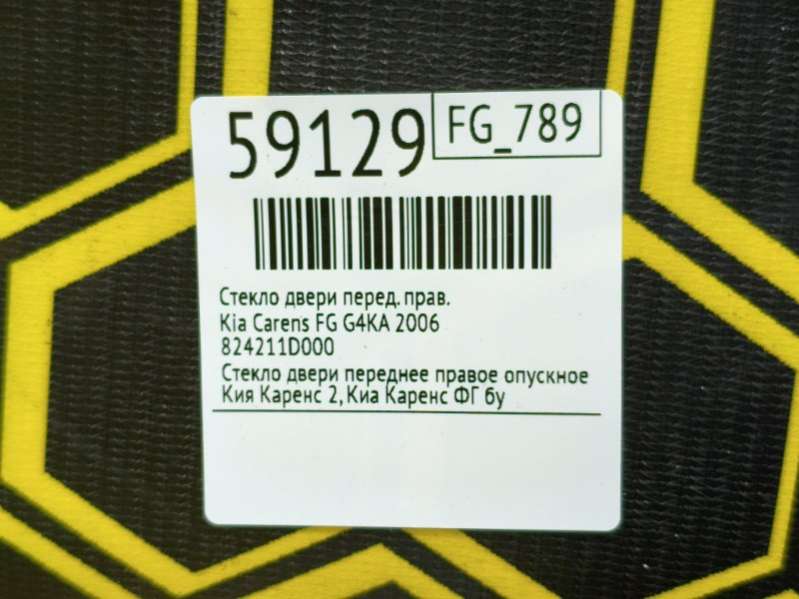 59129
FG_789
Стекло двери перед. прав.
Kia Carens FG G4KA 2006
824211D000
Стекло двери переднее правое опускное
Кия Каренс 2, Киа Каренс ФГ бу